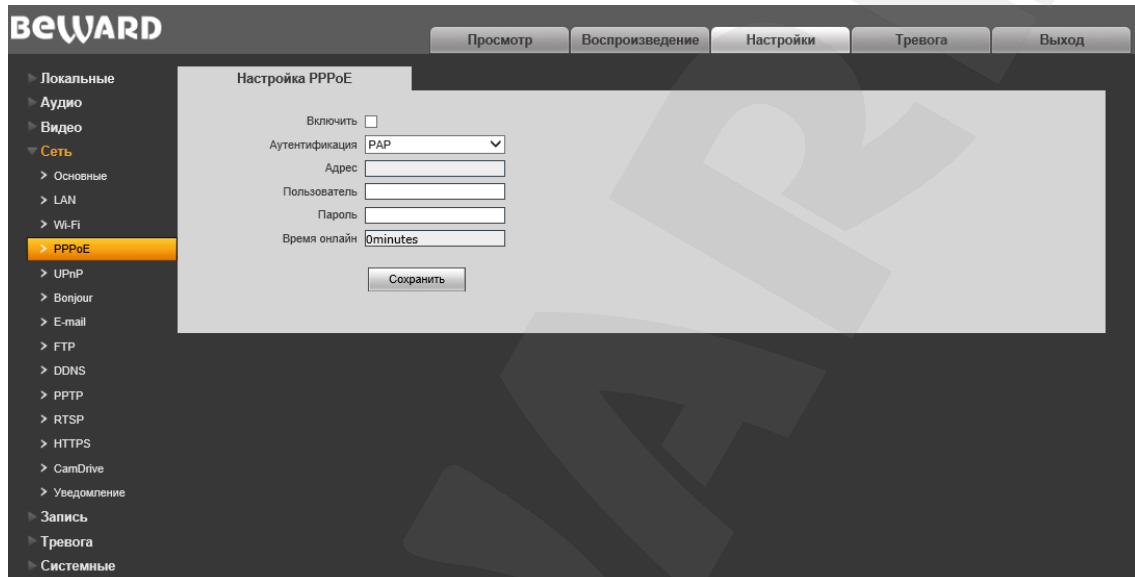 BEWARD
Просмотр
Воспроизведение
Настройки
Тревога
Выход
Локальные
Аудио
Видео
Сеть
Основные
LAN
Wi-Fi
PPPoE
UPnP
Bonjour
E-mail
FTP
DDNS
PPTP
RTSP
HTTPS
CamDrive
Уведомление
Запись
Тревога
Системные
Настройка PPPoE
Включить
Аутентификация PAP
Адрес
Пользователь
Пароль
Время онлайн 0minutes
Сохранить